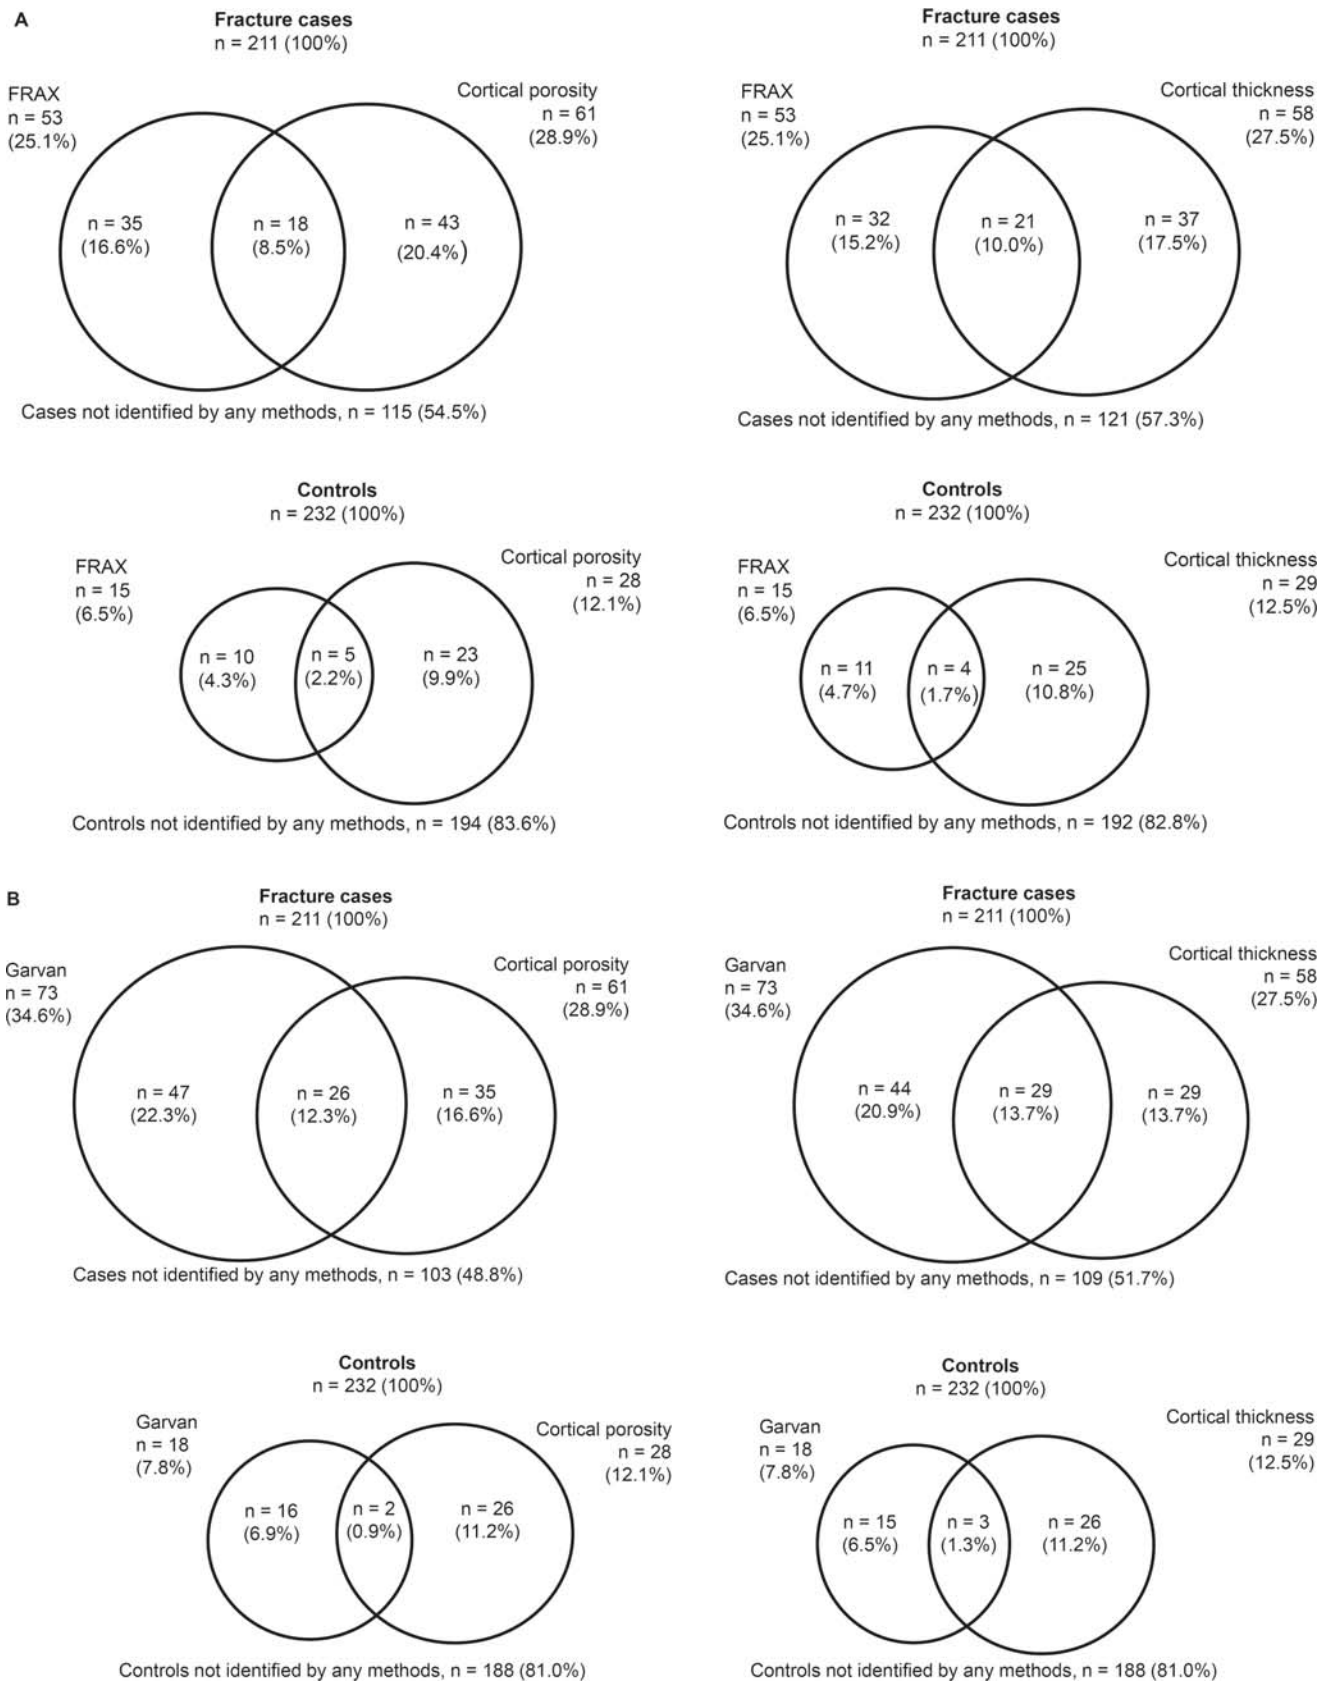 A
Fracture cases
n = 211 (100%)
FRAX
n = 53
(25.1%)
Cortical porosity
n = 61
(28.9%)
n = 35
(16.6%)
n = 18
(8.5%)
n = 43
(20.4%)
Cases not identified by any methods, n = 115 (54.5%)
Fracture cases
n = 211 (100%)
FRAX
n = 53
(25.1%)
Cortical thickness
n = 58
(27.5%)
n = 32
(15.2%)
n = 21
(10.0%)
n = 37
(17.5%)
Cases not identified by any methods, n = 121 (57.3%)
Controls
n = 232 (100%)
FRAX
n = 15
(6.5%)
Cortical porosity
n = 28
(12.1%)
n = 10
(4.3%)
n = 5
(2.2%)
n = 23
(9.9%)
Controls not identified by any methods, n = 194 (83.6%)
Controls
n = 232 (100%)
FRAX
n = 15
(6.5%)
Cortical thickness
n = 29
(12.5%)
n = 11
(4.7%)
n = 4
(1.7%)
n = 25
(10.8%)
Controls not identified by any methods, n = 192 (82.8%)
B
Fracture cases
n = 211 (100%)
Garvan
n = 73
(34.6%)
Cortical porosity
n = 61
(28.9%)
n = 47
(22.3%)
n = 26
(12.3%)
n = 35
(16.6%)
Cases not identified by any methods, n = 103 (48.8%)
Fracture cases
n = 211 (100%)
Garvan
n = 73
(34.6%)
Cortical thickness
n = 58
(27.5%)
n = 44
(20.9%)
n = 29
(13.7%)
n = 29
(13.7%)
Cases not identified by any methods, n = 109 (51.7%)
Controls
n = 232 (100%)
Garvan
n = 18
(7.8%)
Cortical porosity
n = 28
(12.1%)
n = 16
(6.9%)
n = 2
(0.9%)
n = 26
(11.2%)
Controls not identified by any methods, n = 188 (81.0%)
Controls
n = 232 (100%)
Garvan
n = 18
(7.8%)
Cortical thickness
n = 29
(12.5%)
n = 15
(6.5%)
n = 3
(1.3%)
n = 26
(11.2%)
Controls not identified by any methods, n = 188 (81.0%)